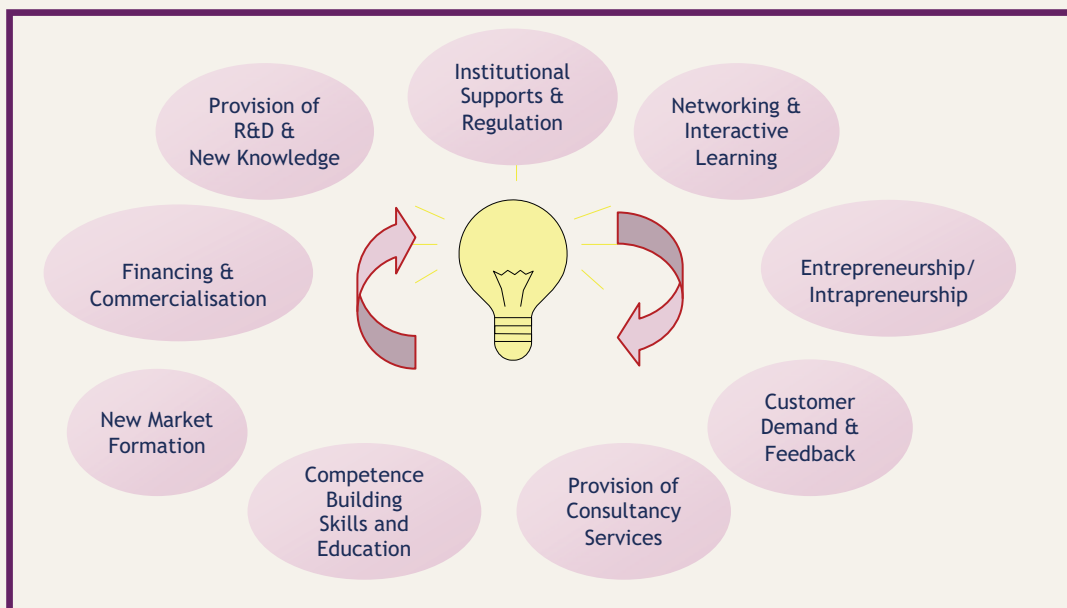 Institutional
Supports &
Regulation
Provision of
R&D &
New Knowledge
Networking &
Interactive
Learning
Financing &
Commercialisation
Entrepreneurship/
Intrapreneurship
New Market
Formation
Customer
Demand &
Feedback
Competence
Building
Skills and
Education
Provision of
Consultancy
Services